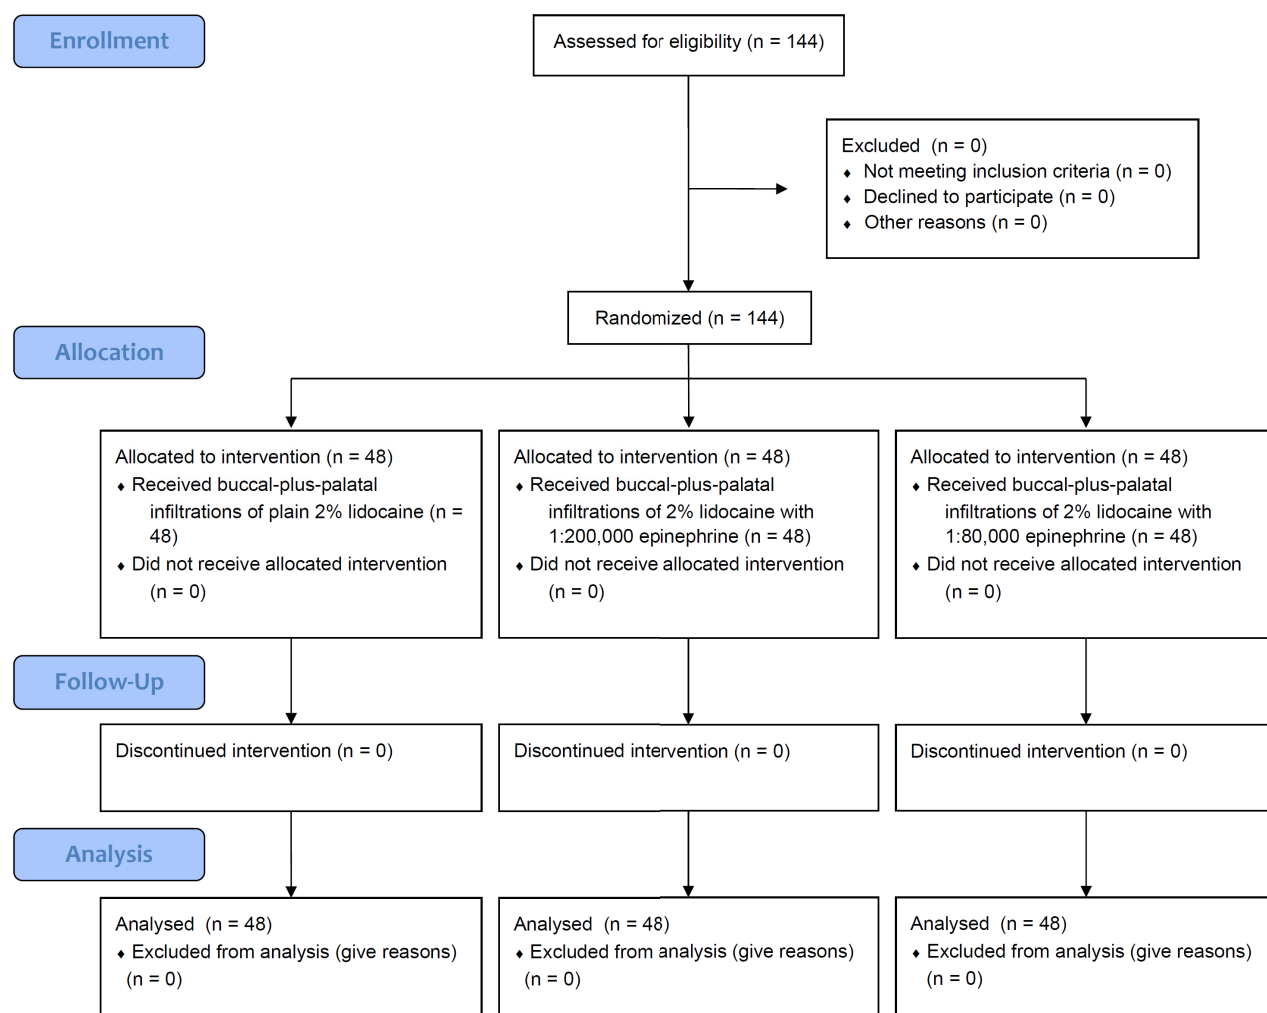 Enrollment
Assessed for eligibility (n = 144)
Excluded (n = 0)
♦ Not meeting inclusion criteria (n = 0)
♦ Declined to participate (n = 0)
♦ Other reasons (n = 0)
Randomized (n = 144)
Allocation
Allocated to intervention (n = 48)
♦ Received buccal-plus-palatal
infiltrations of plain 2% lidocaine (n =
48)
♦ Did not receive allocated intervention
(n = 0)
Allocated to intervention (n = 48)
♦ Received buccal-plus-palatal
infiltrations of 2% lidocaine with
1:200,000 epinephrine (n = 48)
♦ Did not receive allocated intervention
(n = 0)
Allocated to intervention (n = 48)
♦ Received buccal-plus-palatal
infiltrations of 2% lidocaine with
1:80,000 epinephrine (n = 48)
♦ Did not receive allocated intervention
(n = 0)
Follow-Up
Discontinued intervention (n = 0)
Discontinued intervention (n = 0)
Discontinued intervention (n = 0)
Analysis
Analysed (n = 48)
♦ Excluded from analysis (give reasons)
(n = 0)
Analysed (n = 48)
♦ Excluded from analysis (give reasons)
(n = 0)
Analysed (n = 48)
♦ Excluded from analysis (give reasons)
(n = 0)